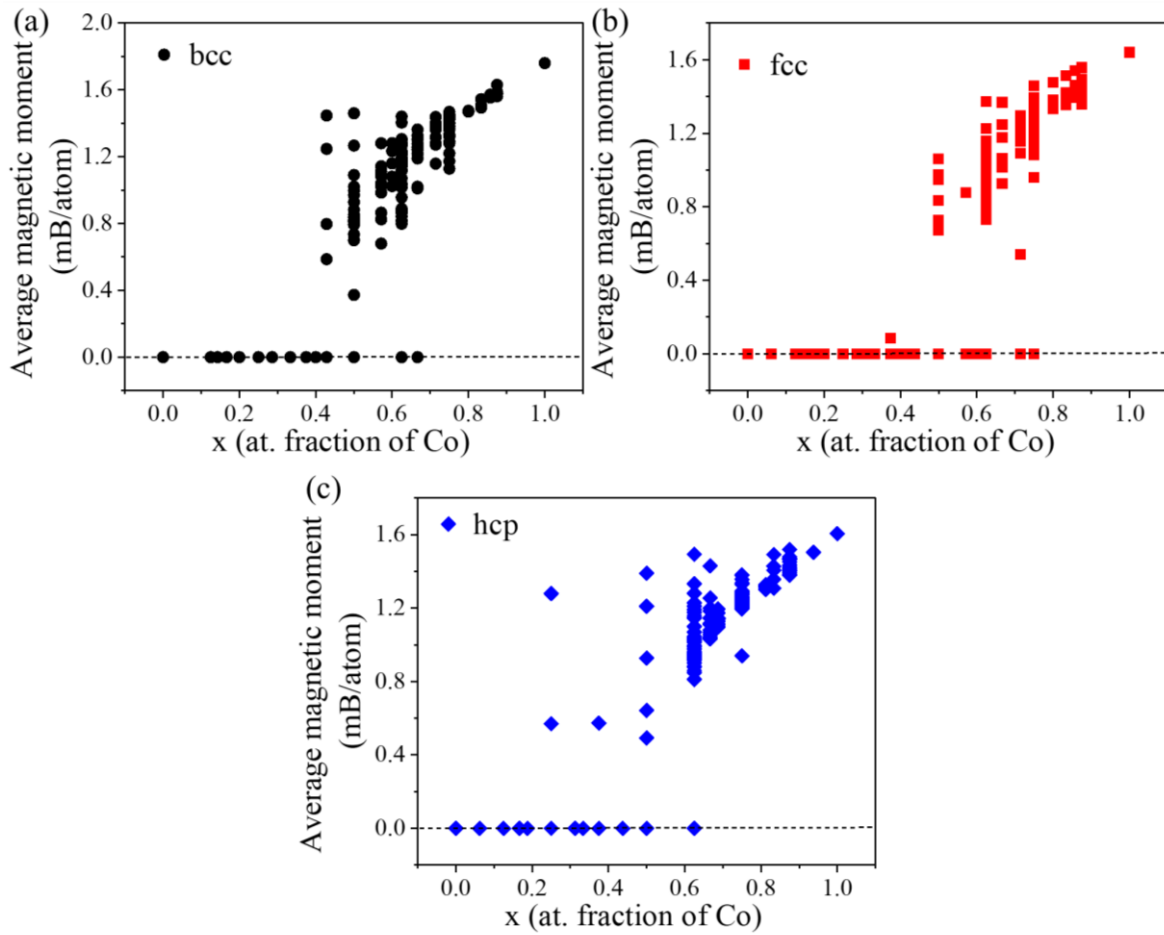 (a)
Average magnetic moment
(mB/atom)
2.0
1.6
1.2
0.8
0.4
0.0
bcc
0.0 0.2 0.4 0.6 0.8 1.0
x (at. fraction of Co)
(b)
Average magnetic moment
(mB/atom)
1.6
1.2
0.8
0.4
0.0
fcc
0.0 0.2 0.4 0.6 0.8 1.0
x (at. fraction of Co)
(c)
Average magnetic moment
(mB/atom)
1.6
1.2
0.8
0.4
0.0
hcp
0.0 0.2 0.4 0.6 0.8 1.0
x (at. fraction of Co)